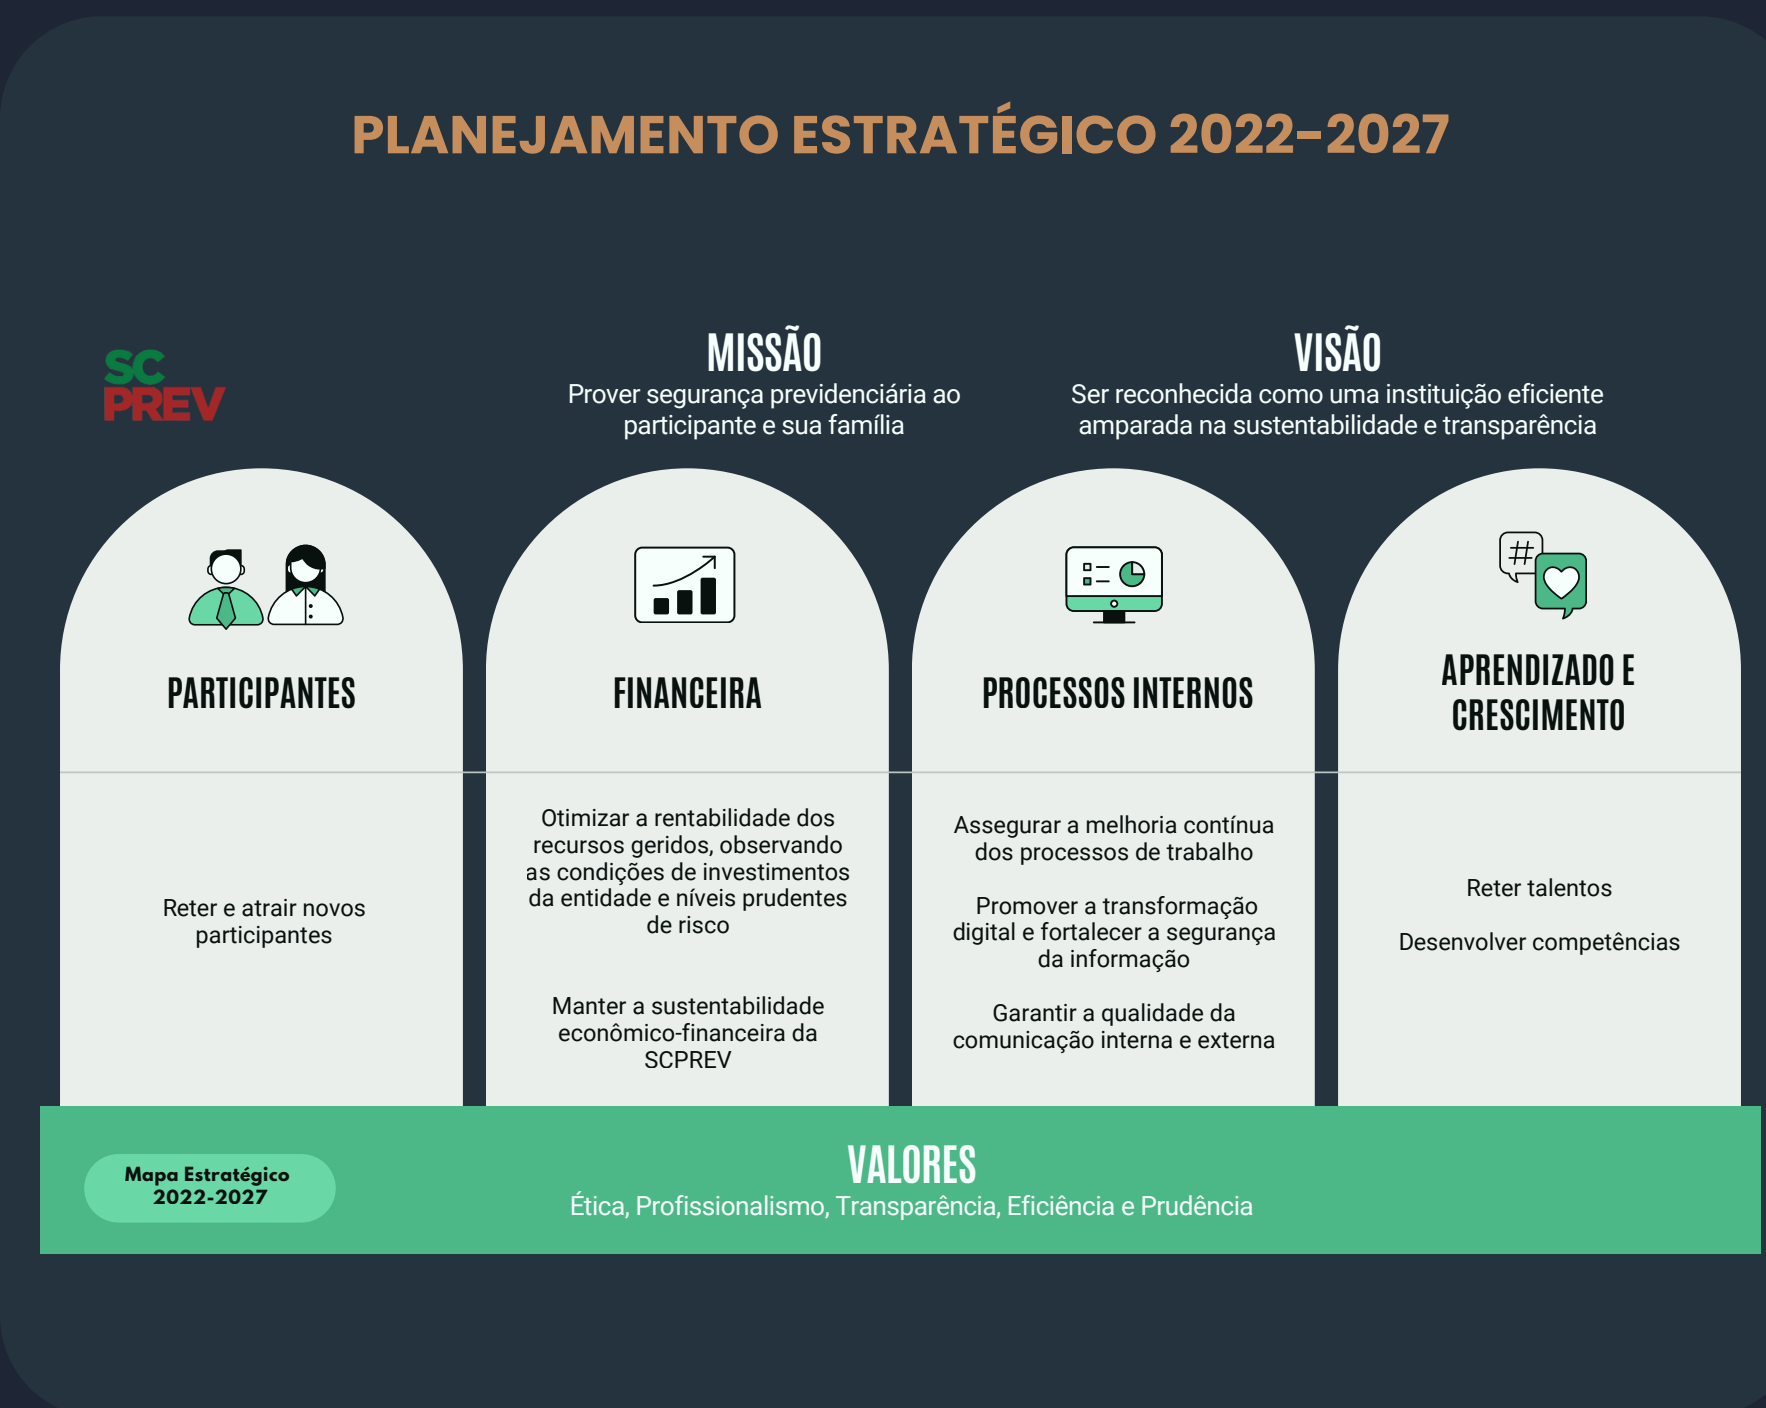 PLANEJAMENTO ESTRATÉGICO 2022-2027
SC
PREV
MISSÃO
Prover segurança previdenciária ao
participante e sua família
VISÃO
Ser reconhecida como uma instituição eficiente
amparada na sustentabilidade e transparência
PARTICIPANTES
Reter e atrair novos
participantes
FINANCEIRA
Otimizar a rentabilidade dos
recursos geridos, observando
as condições de investimentos
da entidade e níveis prudentes
de risco
Manter a sustentabilidade
econômico-financeira da
SCPREV
PROCESSOS INTERNOS
Assegurar a melhoria contínua
dos processos de trabalho
Promover a transformação
digital e fortalecer a segurança
da informação
Garantir a qualidade da
comunicação interna e externa
#
APRENDIZADO E
CRESCIMENTO
Reter talentos
Desenvolver competências
Mapa Estratégico
2022-2027
VALORES
Ética, Profissionalismo, Transparência, Eficiência e Prudência